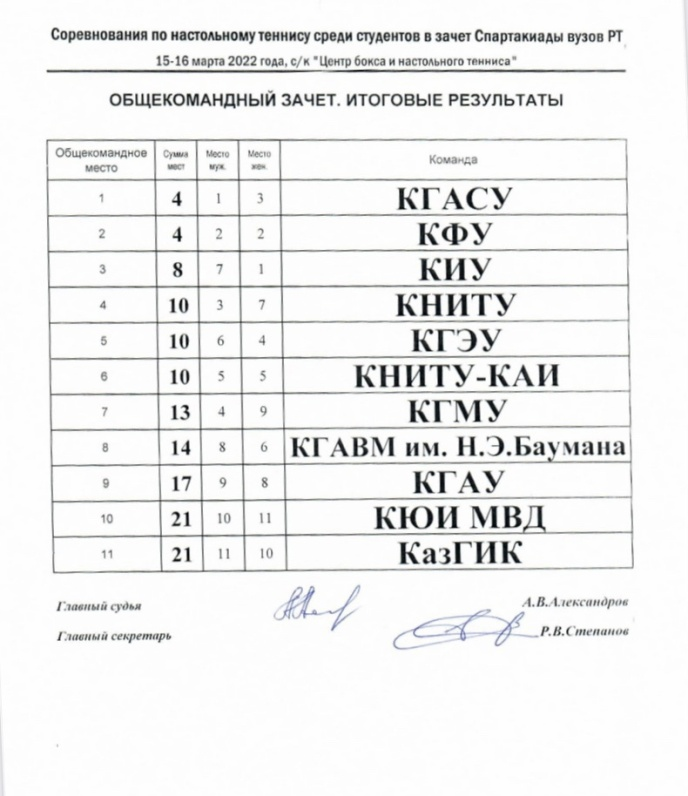 Соревнования по настольному теннису среди студентов в зачет Спартакиады вузов РТ
15-16 марта 2022 года, с/к "Центр бокса и настольного тенниса"
ОБЩЕКОМАНДНЫЙ ЗАЧЕТ. ИТОГОВЫЕ РЕЗУЛЬТАТЫ
Общекомандное место Сумма мест Место муж. Место жен. Команда
1 4 1 3 КГАСУ
2 4 2 2 КФУ
3 8 7 1 КИУ
4 10 3 7 КНИТУ
5 10 6 4 КГЭУ
6 10 5 5 КНИТУ-КАИ
7 13 4 9 КГМУ
8 14 8 6 КГАВМ им. Н.Э.Баумана
9 17 9 8 КГАУ
10 21 10 11 КЮИ МВД
11 21 11 10 КазГИК
Главный судья А.В.Александров
Главный секретарь Р.В.Степанов